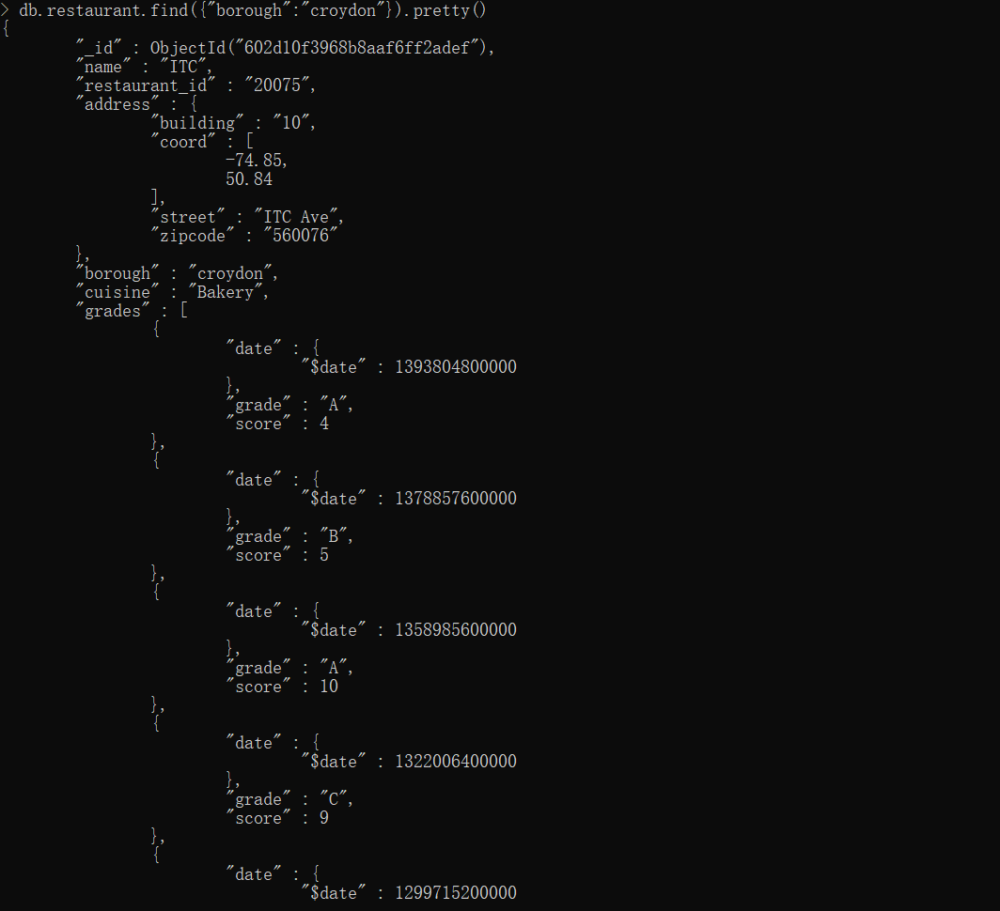 > db.restaurant.find({"borough":"croydon"}).pretty()
{
"_id" : ObjectId("602d10f3968b8aaf6ff2adef"),
"name" : "ITC",
"restaurant_id" : "20075",
"address" : {
"building" : "10",
"coord" : [
-74.85,
50.84
],
"street" : "ITC Ave",
"zipcode" : "560076"
},
"borough" : "croydon",
"cuisine" : "Bakery",
"grades" : [
{
"date" : {
"$date" : 1393804800000
},
"grade" : "A",
"score" : 4
},
{
"date" : {
"$date" : 1378857600000
},
"grade" : "B",
"score" : 5
},
{
"date" : {
"$date" : 1358985600000
},
"grade" : "A",
"score" : 10
},
{
"date" : {
"$date" : 1322006400000
},
"grade" : "C",
"score" : 9
},
{
"date" : {
"$date" : 1299715200000